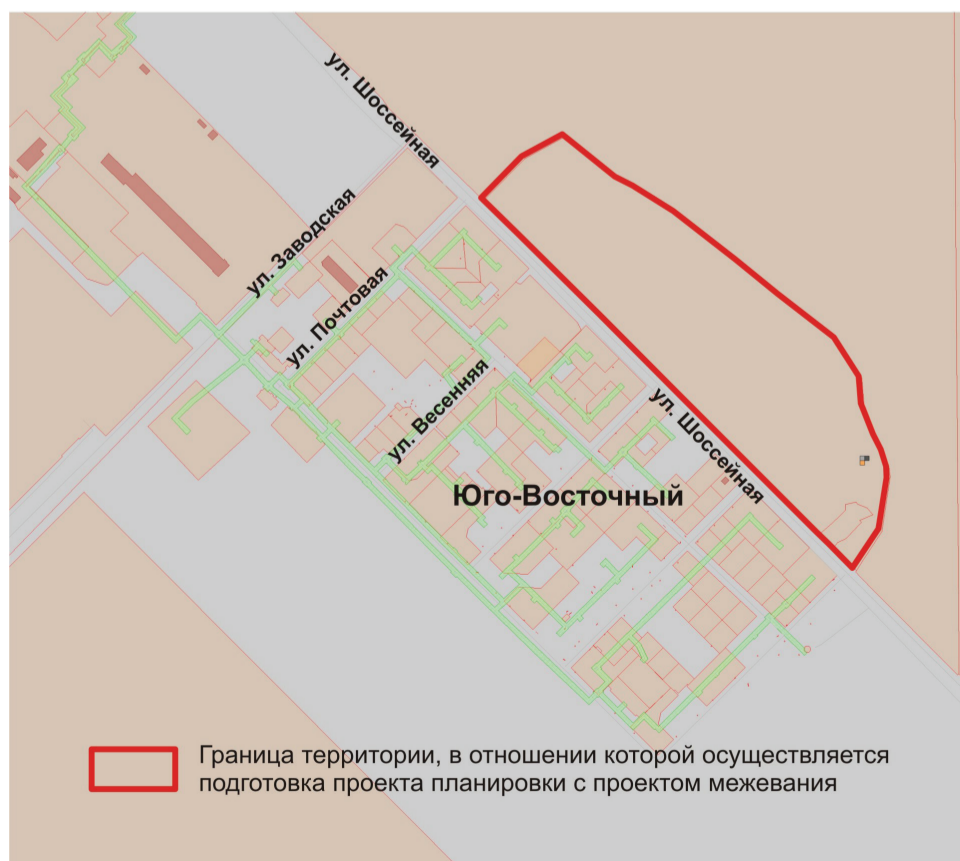 ул. Шоссейная
ул. Заводская
ул. Почтовая
ул. Весенняя
ул. Шоссейная
Юго-Восточный
Граница территории, в отношении которой осуществляется
подготовка проекта планировки с проектом межевания